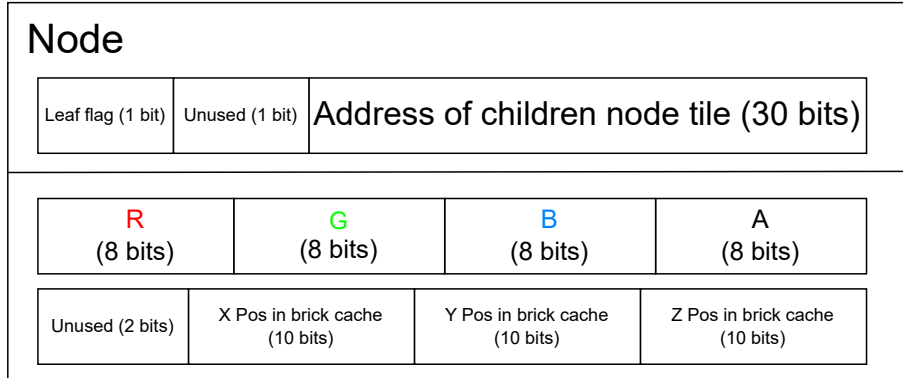 Node
Leaf flag (1 bit) Unused (1 bit) Address of children node tile (30 bits)
R G B A
(8 bits) (8 bits) (8 bits) (8 bits)
Unused (2 bits) X Pos in brick cache Y Pos in brick cache Z Pos in brick cache
(10 bits) (10 bits) (10 bits)